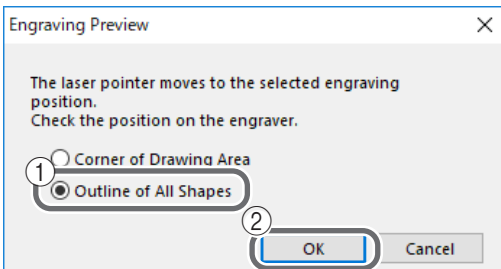 Engraving Preview
The laser pointer moves to the selected engraving
position.
Check the position on the engraver.
Corner of Drawing Area
1
Outline of All Shapes
2
OK Cancel